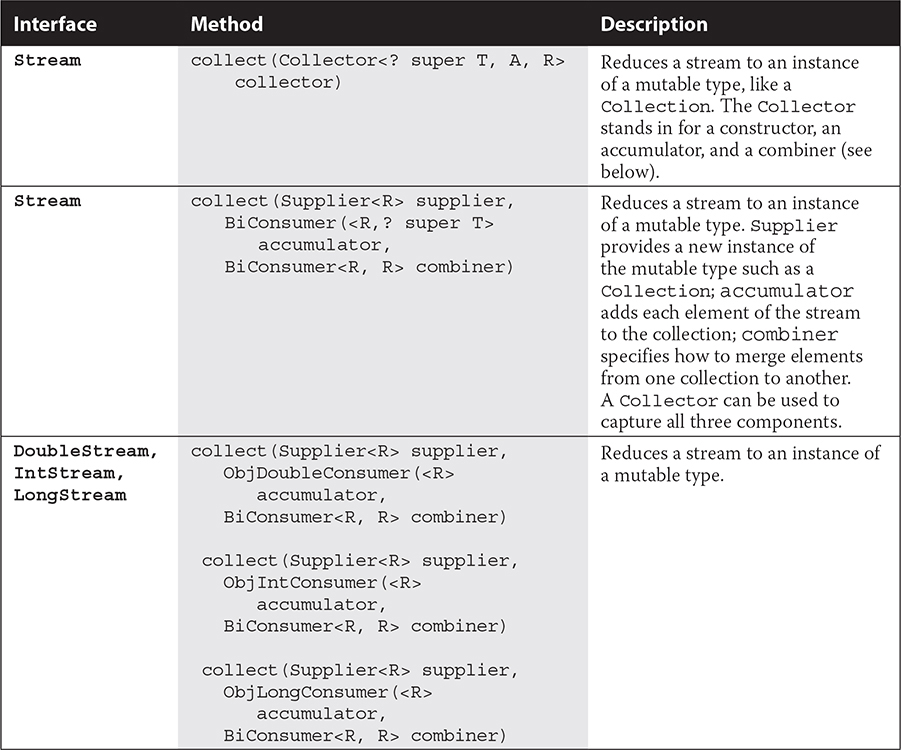 Interface Method Description
Stream collect(Collector<? super T, A, R> collector) Reduces a stream to an instance
of a mutable type, like a
Collection. The Collector
stands in for a constructor, an
accumulator, and a combiner (see
below).
Stream
collect(Supplier<R> supplier,
BiConsumer(<R,? super T>
accumulator,
BiConsumer<R, R> combiner)
Reduces a stream to an instance
of a mutable type. Supplier
provides a new instance of
the mutable type such as a
Collection; accumulator
adds each element of the stream
to the collection; combiner
specifies how to merge elements
from one collection to another.
A Collector can be used to
capture all three components.
DoubleStream,
IntStream,
LongStream
collect(Supplier<R> supplier,
ObjDoubleConsumer(<R>
accumulator,
BiConsumer<R, R> combiner)
collect(Supplier<R> supplier,
ObjIntConsumer(<R>
accumulator,
BiConsumer<R, R> combiner)
collect(Supplier<R> supplier,
ObjLongConsumer(<R>
accumulator,
BiConsumer<R, R> combiner)
Reduces a stream to an instance of
a mutable type.